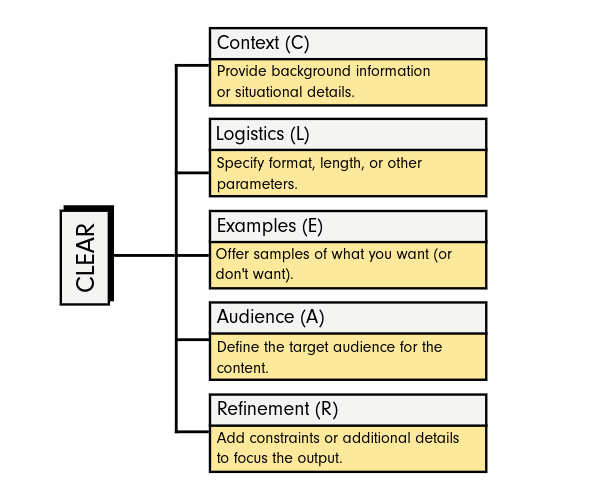 CLEAR
Context (C)
Provide background information
or situational details.
Logistics (L)
Specify format, length, or other
parameters.
Examples (E)
Offer samples of what you want (or
don't want).
Audience (A)
Define the target audience for the
content.
Refinement (R)
Add constraints or additional details
to focus the output.